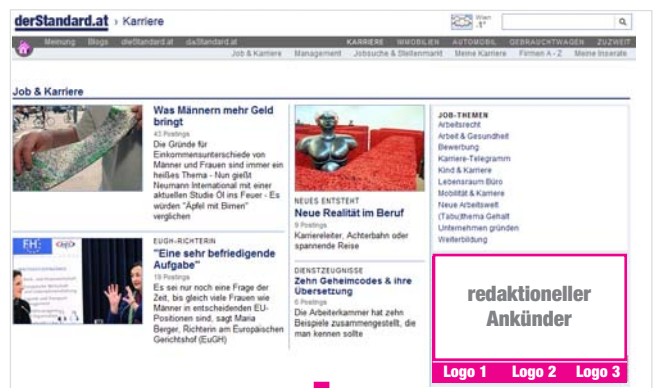 derStandard.at › Karriere
Wien
-1°
Meinung Blogs dieStandard.at daStandard.at
KARRIERE IMMOBILIEN AUTOMOBIL GEBRAUCHTWAGEN ZUZWEIT
Job & Karriere Management Jobsuche & Stellenmarkt Meine Karriere Firmen A - Z Meine Inserate
Job & Karriere
Was Männern mehr Geld
bringt
43 Postings
Die Gründe für
Einkommensunterschiede von
Männer und Frauen sind immer ein
heißes Thema - Nun gießt
Neumann International mit einer
aktuellen Studie Öl ins Feuer - Es
würden "Äpfel mit Birnen"
verglichen
FH:
EUGH-RICHTERIN
"Eine sehr befriedigende
Aufgabe"
19 Postings
Es sei nur noch eine Frage der
Zeit, bis gleich viele Frauen wie
Männer in entscheidenden EU-
Positionen sind, sagt Maria
Berger, Richterin am Europäischen
Gerichtshof (EuGH)
NEUES ENTSTEHT
Neue Realität im Beruf
9 Postings
Karriereleiter, Achterbahn oder
spannende Reise
DIENSTZEUGNISSE
Zehn Geheimcodes & ihre
Übersetzung
6 Postings
Die Arbeiterkammer hat zehn
Beispiele zusammengestellt, die
man kennen sollte
JOB-THEMEN
Arbeitsrecht
Arbeit & Gesundheit
Bewerbung
Karriere-Telegramm
Kind & Karriere
Lebensraum Büro
Mobilität & Karriere
Neue Arbeitswelt
(Tabu)thema Gehalt
Unternehmen gründen
Weiterbildung
redaktioneller
Ankünder
Logo 1 Logo 2 Logo 3